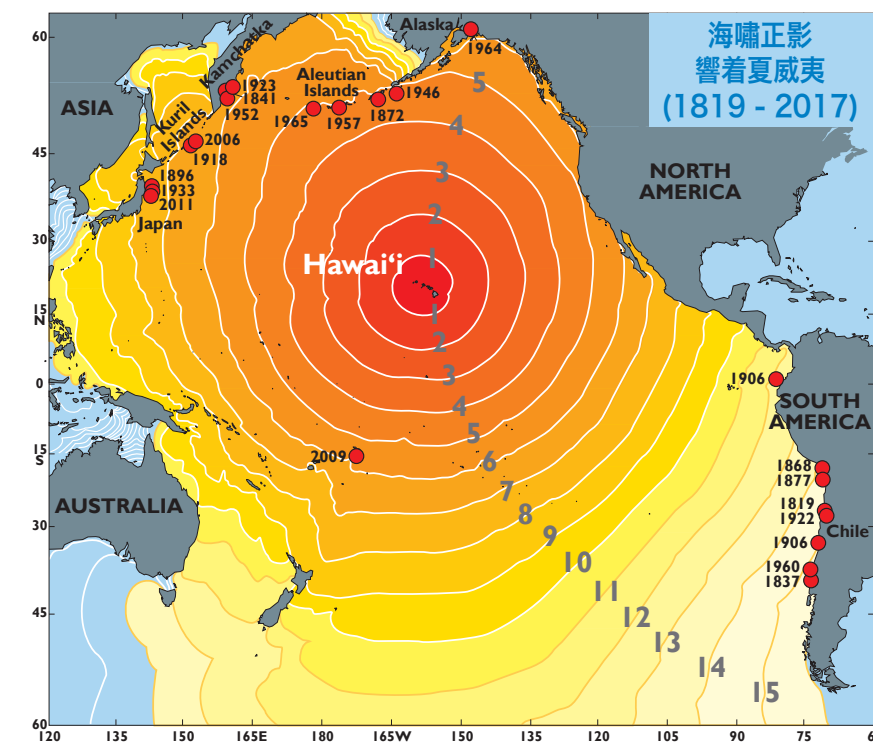 海嘯正影
響着夏威夷
(1819 - 2017)
60
45
30
15
N
0
15
S
30
45
60
120
135
150
165E
180
165W
150
135
120
105
90
75
6
Alaska
1964
Kamchatka
1923
1841
1952
Aleutian
Islands
1946
1872
1957
1965
ASIA
Kuril
Islands
2006
1918
1896
1933
2011
Japan
NORTH
AMERICA
Hawai‘i
5
4
3
2
1
1
2
3
4
5
6
7
8
9
10
11
12
13
14
15
2009
AUSTRALIA
1906
SOUTH
AMERICA
1868
1877
1819
1922
Chile
1906
1960
1837